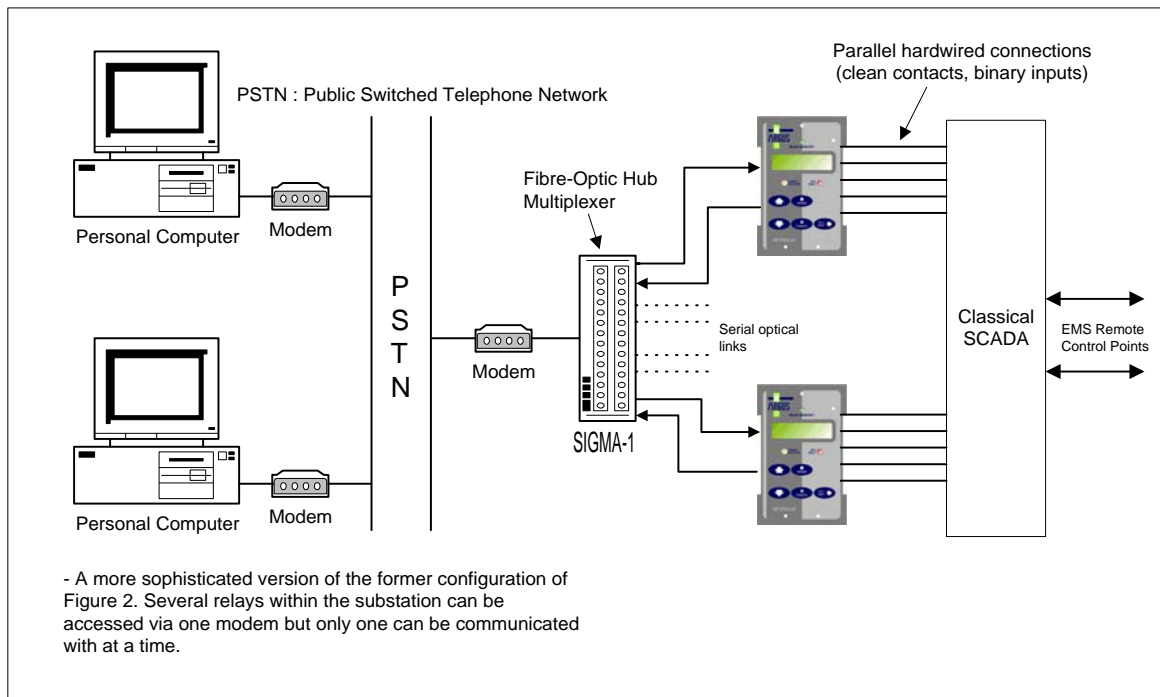 Parallel hardwired connections
(clean contacts, binary inputs)
PSTN : Public Switched Telephone Network
Fibre-Optic Hub
Multiplexer
ARGUS
Personal Computer
Modem
P
S
T
N
Modem
Serial optical
links
Classical
SCADA
EMS Remote
Control Points
SIGMA-1
ARGUS
Personal Computer
Modem
- A more sophisticated version of the former configuration of
Figure 2. Several relays within the substation can be
accessed via one modem but only one can be communicated
with at a time.